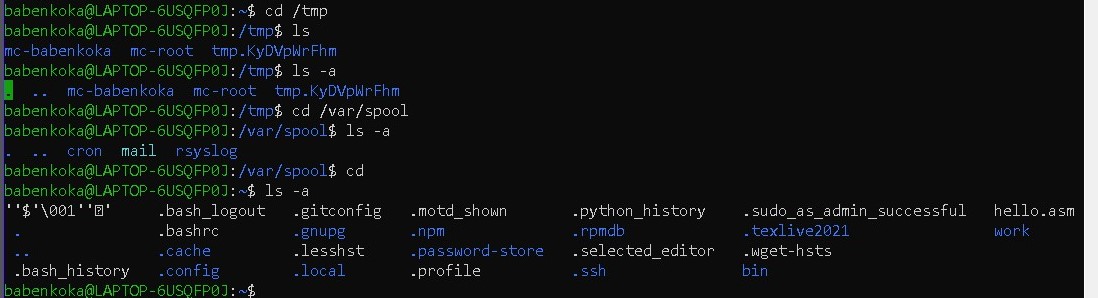 babenkoka@LAPTOP-6USQFP0J:~$ cd /tmp
babenkoka@LAPTOP-6USQFP0J:/tmp$ ls
mc-babenkoka mc-root tmp.KyDVpWrFhm
babenkoka@LAPTOP-6USQFP0J:/tmp$ ls -a
. .. mc-babenkoka mc-root tmp.KyDVpWrFhm
babenkoka@LAPTOP-6USQFP0J:/tmp$ cd /var/spool
babenkoka@LAPTOP-6USQFP0J:/var/spool$ ls -a
. .. cron mail rsyslog
babenkoka@LAPTOP-6USQFP0J:/var/spool$ cd
babenkoka@LAPTOP-6USQFP0J:~$ ls -a
''$'\001''' .bash_logout .gitconfig .motd_shown .python_history .sudo_as_admin_successful hello.asm
. .bashrc .gnupg .npm .rpmdb .texlive2021 work
.. .cache .lesshst .password-store .selected_editor .wget-hsts
.bash_history .config .local .profile .ssh bin
babenkoka@LAPTOP-6USQFP0J:~$